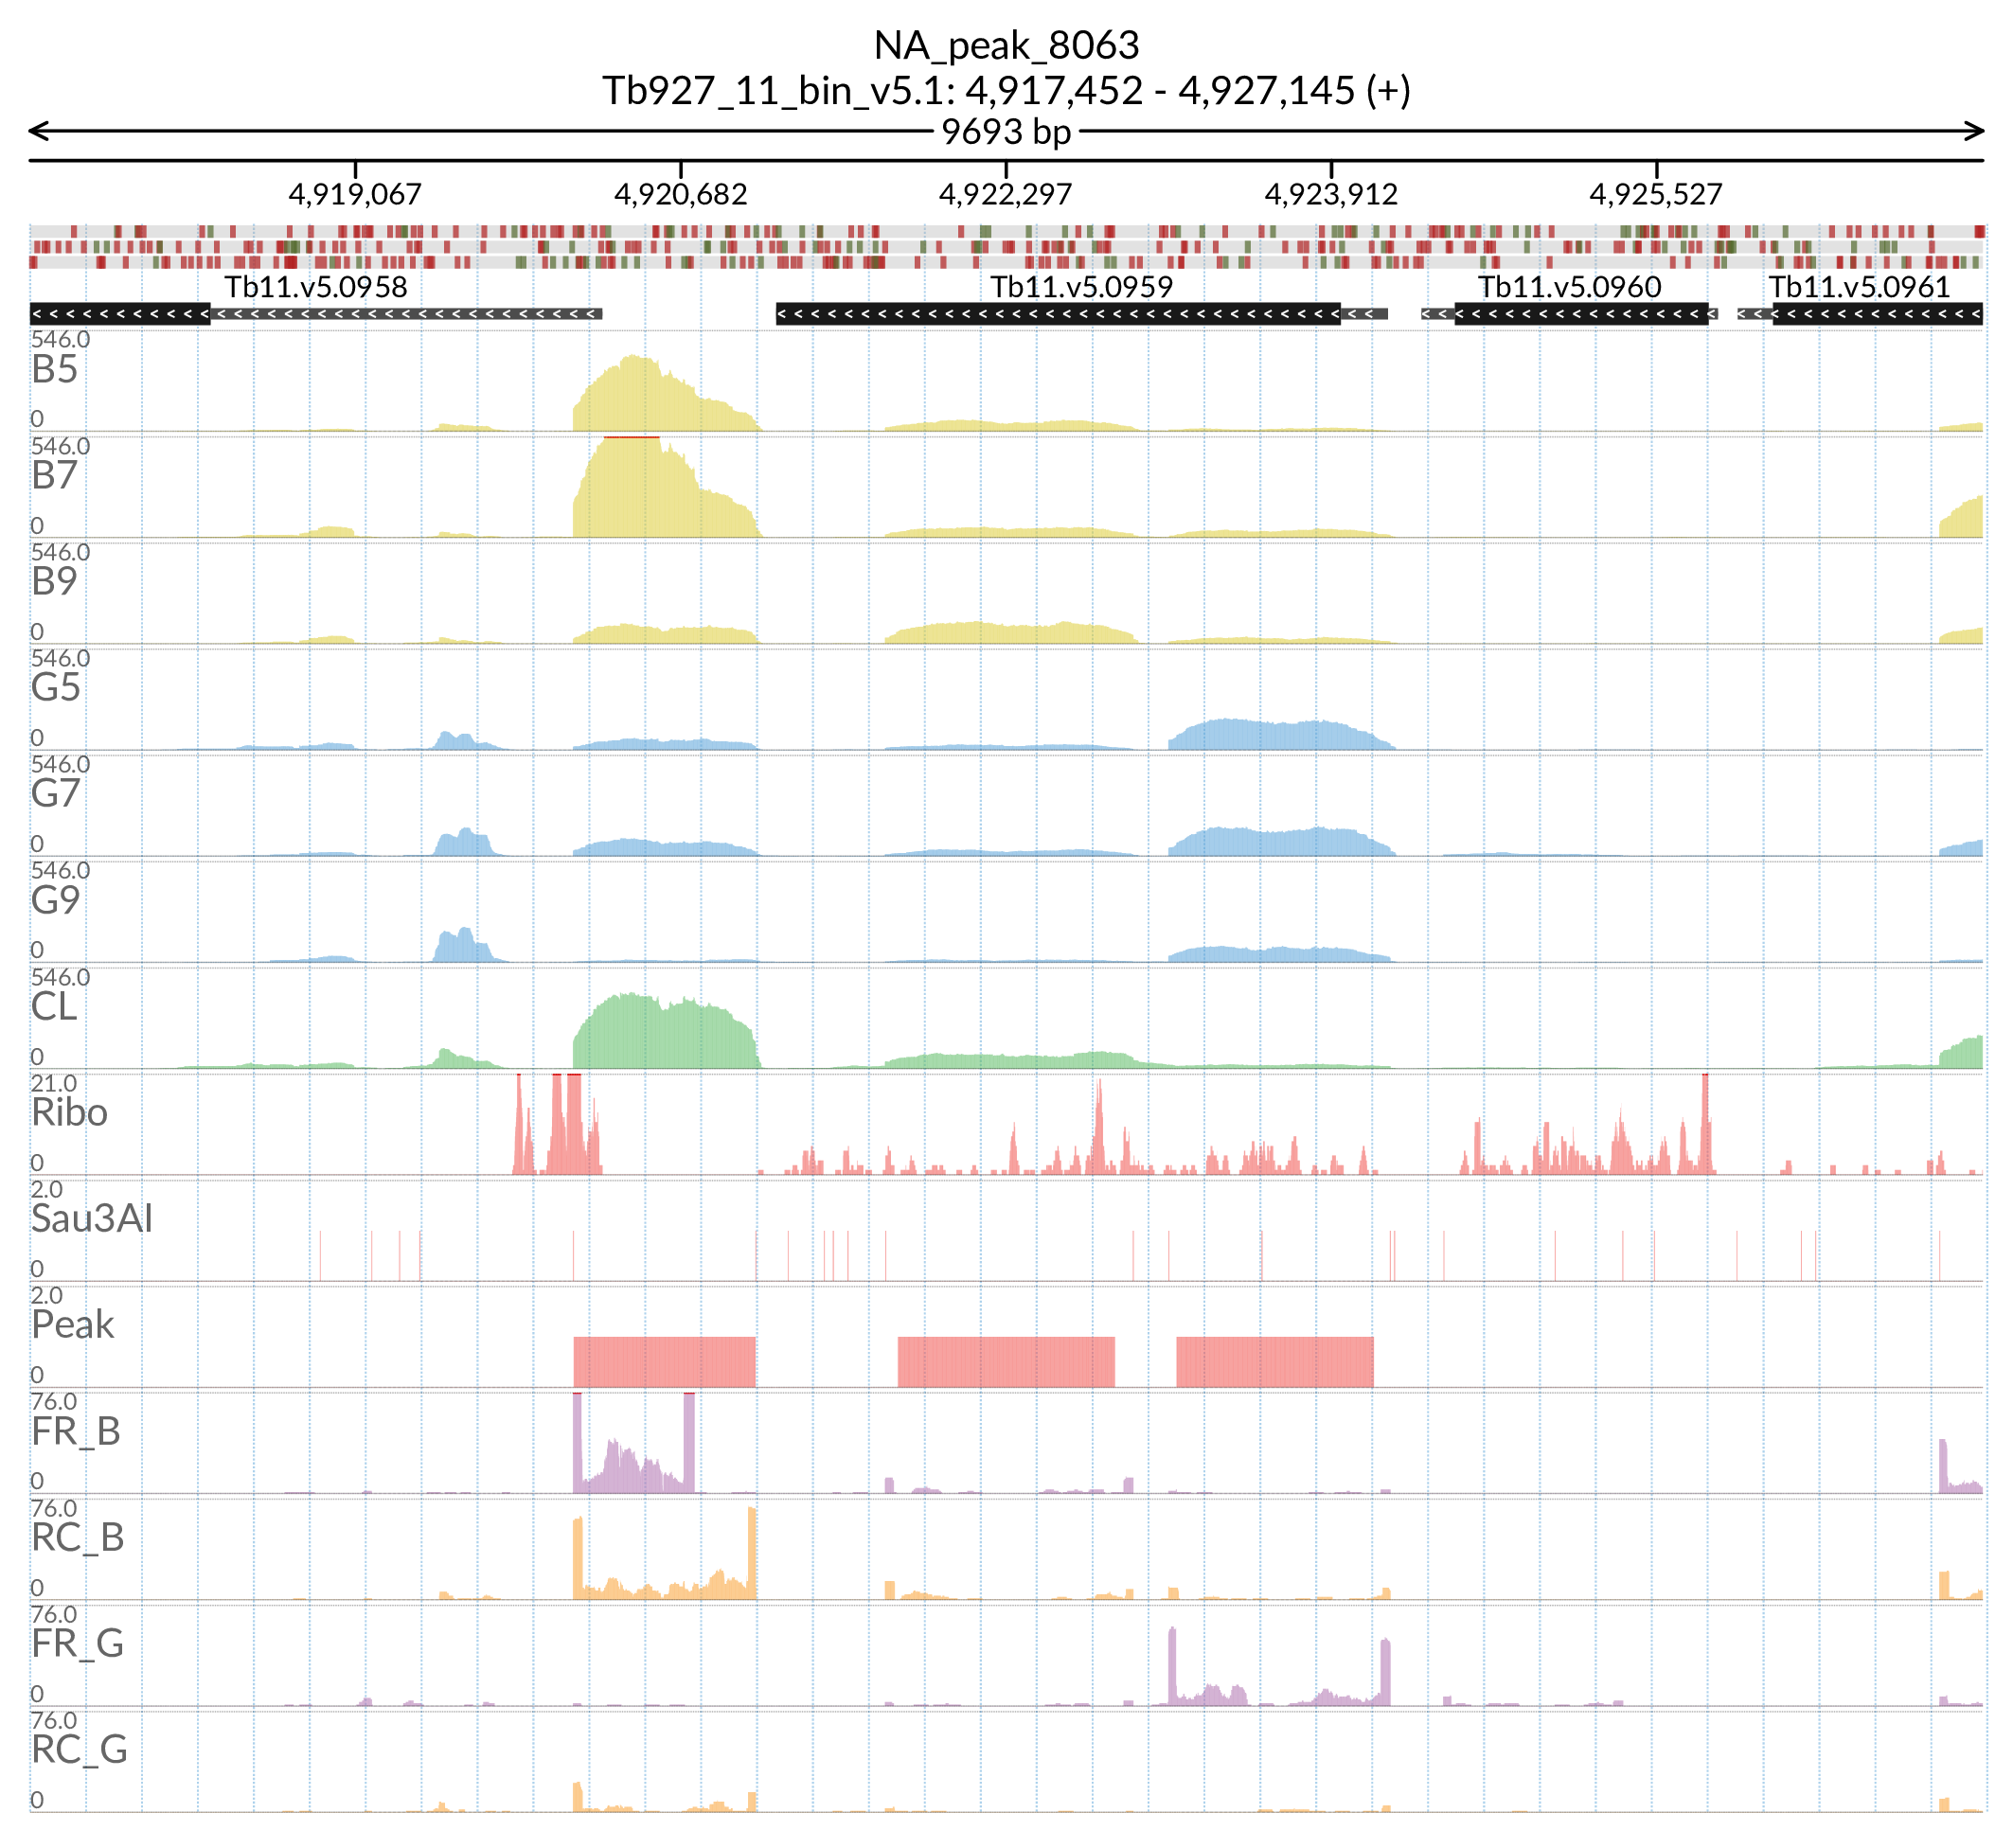 NA_peak_8063
Tb927_11_bin_v5.1: 4,917,452 - 4,927,145 (+)
9693 bp
4,919,067 4,920,682 4,922,297 4,923,912 4,925,527
Tb11.v5.0958 Tb11.v5.0959 Tb11.v5.0960 Tb11.v5.0961
546.0
B5
0
546.0
B7
0
546.0
B9
0
546.0
G5
0
546.0
G7
0
546.0
G9
0
546.0
CL
0
21.0
Ribo
0
2.0
Sau3AI
0
2.0
Peak
0
76.0
FR_B
0
76.0
RC_B
0
76.0
FR_G
0
76.0
RC_G
0